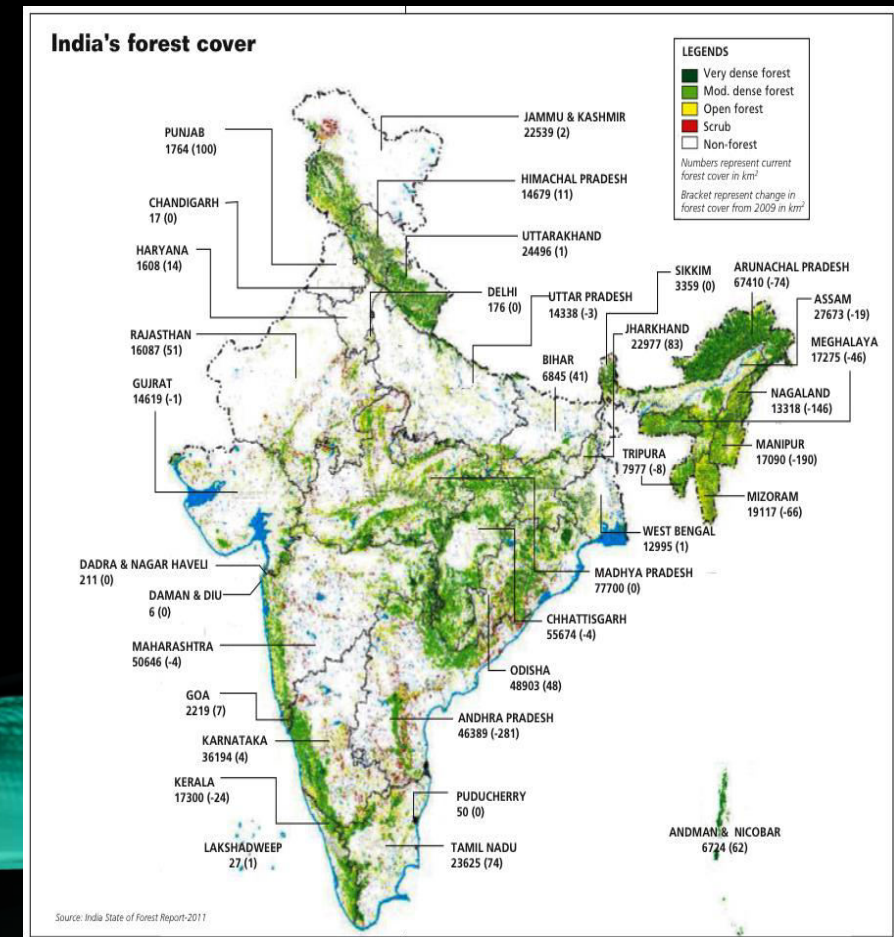 India's forest cover
LEGENDS
Very dense forest
Mod. dense forest
Open forest
Scrub
Non-forest
Numbers represent current
forest cover in km²
Bracket represent change in
forest cover from 2009 in km²
JAMMU & KASHMIR
22539 (2)
PUNJAB
1764 (100)
HIMACHAL PRADESH
14679 (11)
CHANDIGARH
17 (0)
UTTARAKHAND
24496 (1)
HARYANA
1608 (14)
DELHI
176 (0)
UTTAR PRADESH
14338 (-3)
SIKKIM
3359 (0)
ARUNACHAL PRADESH
67410 (-74)
ASSAM
27673 (-19)
RAJASTHAN
16087 (51)
JHARKHAND
22977 (83)
MEGHALAYA
17275 (-46)
BIHAR
6845 (41)
GUJRAT
14619 (-1)
NAGALAND
13318 (-146)
MANIPUR
17090 (-190)
TRIPURA
7977 (-8)
MIZORAM
19117 (-66)
WEST BENGAL
12995 (1)
DADRA & NAGAR HAVELI
211 (0)
MADHYA PRADESH
77700 (0)
DAMAN & DIU
6 (0)
CHHATTISGARH
55674 (-4)
MAHARASHTRA
50646 (-4)
ODISHA
48903 (48)
GOA
2219 (7)
ANDHRA PRADESH
46389 (-281)
KARNATAKA
36194 (4)
KERALA
17300 (-24)
PUDUCHERRY
50 (0)
LAKSHADWEEP
27 (1)
TAMIL NADU
23625 (74)
ANDMAN & NICOBAR
6724 (62)
Source: India State of Forest Report-2011